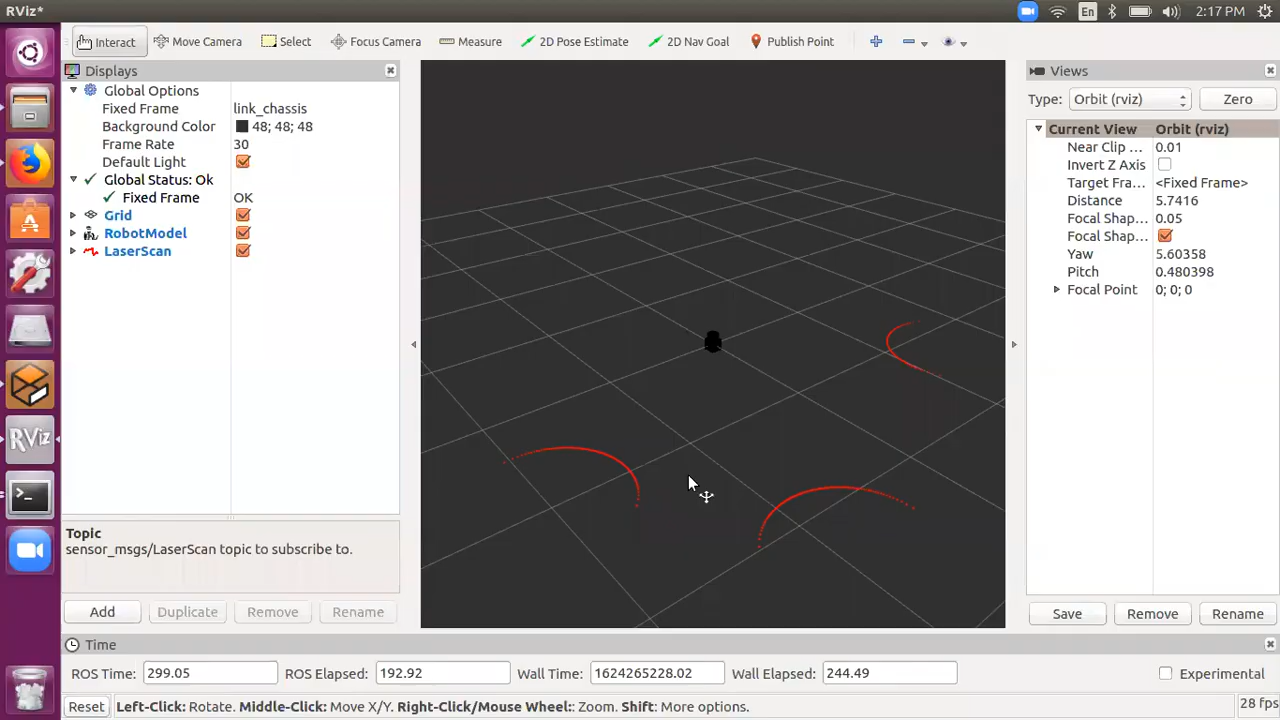 RViz*
En
2:17 PM
Interact
Move Camera
Select
Focus Camera
Measure
2D Pose Estimate
2D Nav Goal
Publish Point
Displays
Global Options
Fixed Frame link_chassis
Background Color 48; 48; 48
Frame Rate 30
Default Light
Global Status: Ok
Fixed Frame OK
Grid
RobotModel
LaserScan
Topic
sensor_msgs/LaserScan topic to subscribe to.
Add Duplicate Remove Rename
Views
Type: Orbit (rviz) Zero
Current View Orbit (rviz)
Near Clip ... 0.01
Invert Z Axis
Target Fra... <Fixed Frame>
Distance 5.7416
Focal Shap... 0.05
Focal Shap...
Yaw 5.60358
Pitch 0.480398
Focal Point 0; 0; 0
Save Remove Rename
RViz
Time
ROS Time: 299.05 ROS Elapsed: 192.92 Wall Time: 1624265228.02 Wall Elapsed: 244.49 Experimental
Reset Left-Click: Rotate. Middle-Click: Move X/Y. Right-Click/Mouse Wheel:: Zoom. Shift: More options. 28 fps